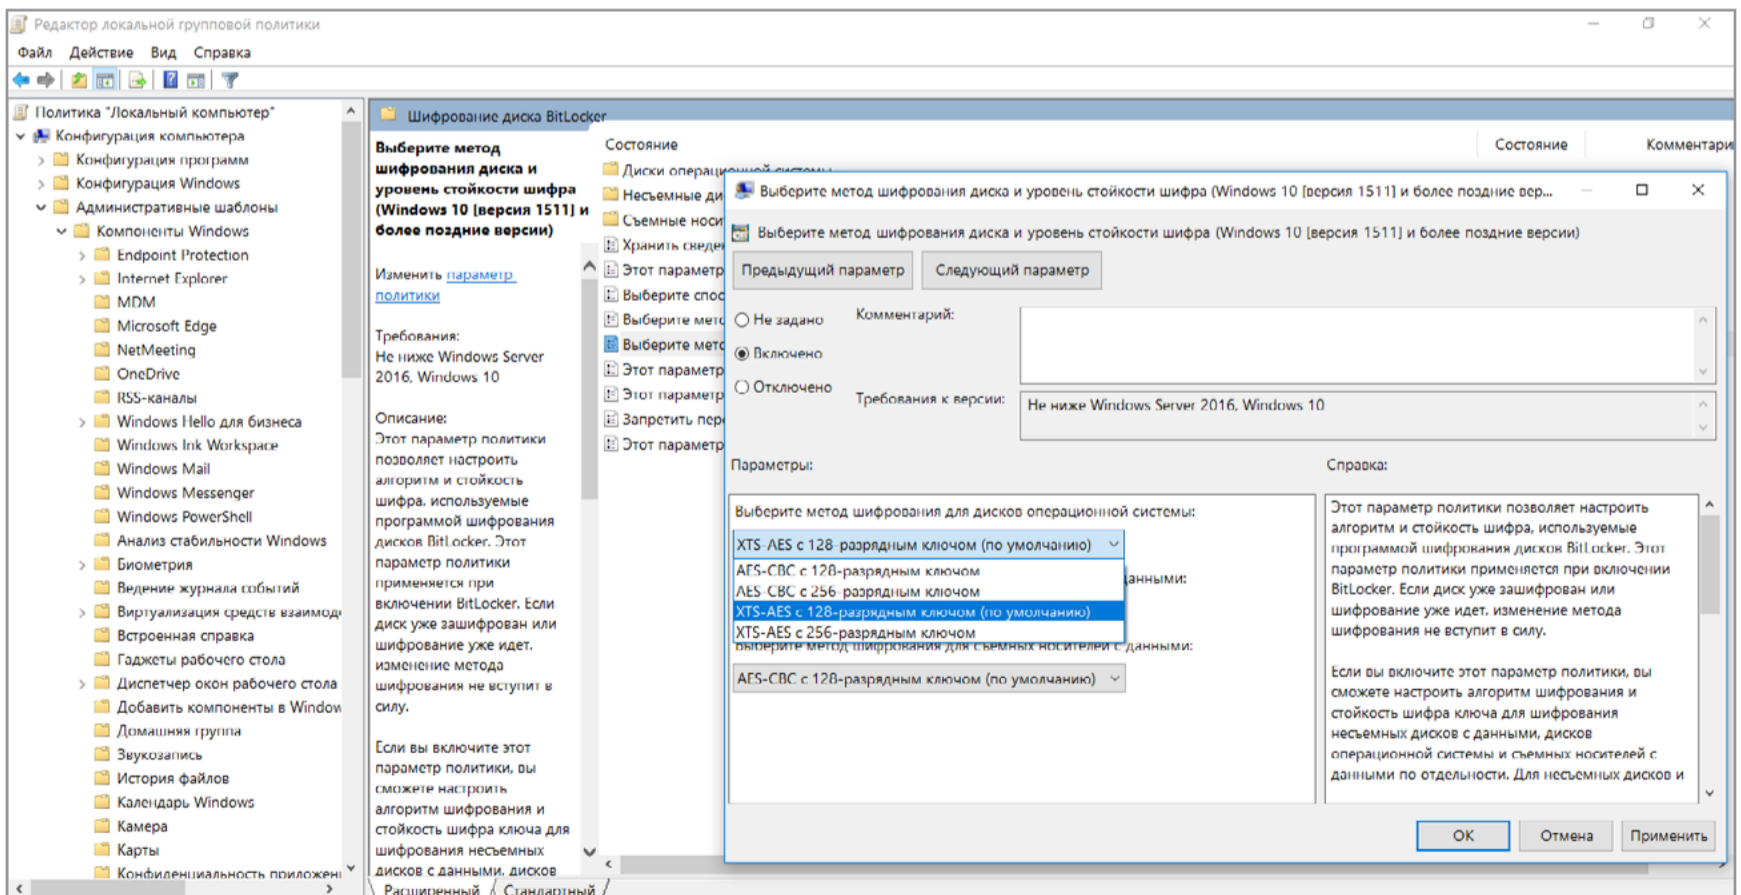 Редактор локальной групповой политики
Файл Действие Вид Справка
Политика "Локальный компьютер"
Конфигурация компьютера
Конфигурация программ
Конфигурация Windows
Административные шаблоны
Компоненты Windows
Endpoint Protection
Internet Explorer
MDM
Microsoft Edge
NetMeeting
OneDrive
RSS-каналы
Windows Hello для бизнеса
Windows Ink Workspace
Windows Mail
Windows Messenger
Windows PowerShell
Анализ стабильности Windows
Биометрия
Ведение журнала событий
Виртуализация средств взаимод
Встроенная справка
Гаджеты рабочего стола
Диспетчер окон рабочего стола
Добавить компоненты в Window
Домашняя группа
Звукозапись
История файлов
Календарь Windows
Камера
Карты
Конфиденциальность приложени
Шифрование диска BitLocker
Выберите метод
шифрования диска и
уровень стойкости шифра
(Windows 10 [версия 1511] и
более поздние версии)
Изменить параметр
политики
Требования:
Не ниже Windows Server
2016, Windows 10
Описание:
Этот параметр политики
позволяет настроить
алгоритм и стойкость
шифра, используемые
программой шифрования
дисков BitLocker. Этот
параметр политики
применяется при
включении BitLocker. Если
диск уже зашифрован или
шифрование уже идет,
изменение метода
шифрования не вступит в
силу.
Если вы включите этот
параметр политики, вы
сможете настроить
алгоритм шифрования и
стойкость шифра ключа для
шифрования несъемных
дисков с данными, дисков
Состояние Состояние Комментари
Диски операционной системы
Несъемные ди
Съемные носи
Хранить сведе
Этот параметр
Выберите спос
Выберите мето
Выберите мето
Этот параметр
Этот параметр
Запретить пер
Этот параметр
Расширенный Стандартный
Выберите метод шифрования диска и уровень стойкости шифра (Windows 10 [версия 1511] и более поздние вер...
Выберите метод шифрования диска и уровень стойкости шифра (Windows 10 [версия 1511] и более поздние версии)
Предыдущий параметр Следующий параметр
Не задано
Включено
Отключено
Комментарий:
Требования к версии:
Не ниже Windows Server 2016, Windows 10
Параметры:
Справка:
Выберите метод шифрования для дисков операционной системы:
XTS-AES с 128-разрядным ключом (по умолчанию)
AES-CBC с 128-разрядным ключом
AES-CBC с 256-разрядным ключом
XTS-AES с 128-разрядным ключом (по умолчанию)
XTS-AES с 256-разрядным ключом
данными:
Выберите метод шифрования для съемных носителей с данными:
AES-CBC с 128-разрядным ключом (по умолчанию)
Этот параметр политики позволяет настроить
алгоритм и стойкость шифра, используемые
программой шифрования дисков BitLocker. Этот
параметр политики применяется при включении
BitLocker. Если диск уже зашифрован или
шифрование уже идет, изменение метода
шифрования не вступит в силу.
Если вы включите этот параметр политики, вы
сможете настроить алгоритм шифрования и
стойкость шифра ключа для шифрования
несъемных дисков с данными, дисков
операционной системы и съемных носителей с
данными по отдельности. Для несъемных дисков и
ОК Отмена Применить